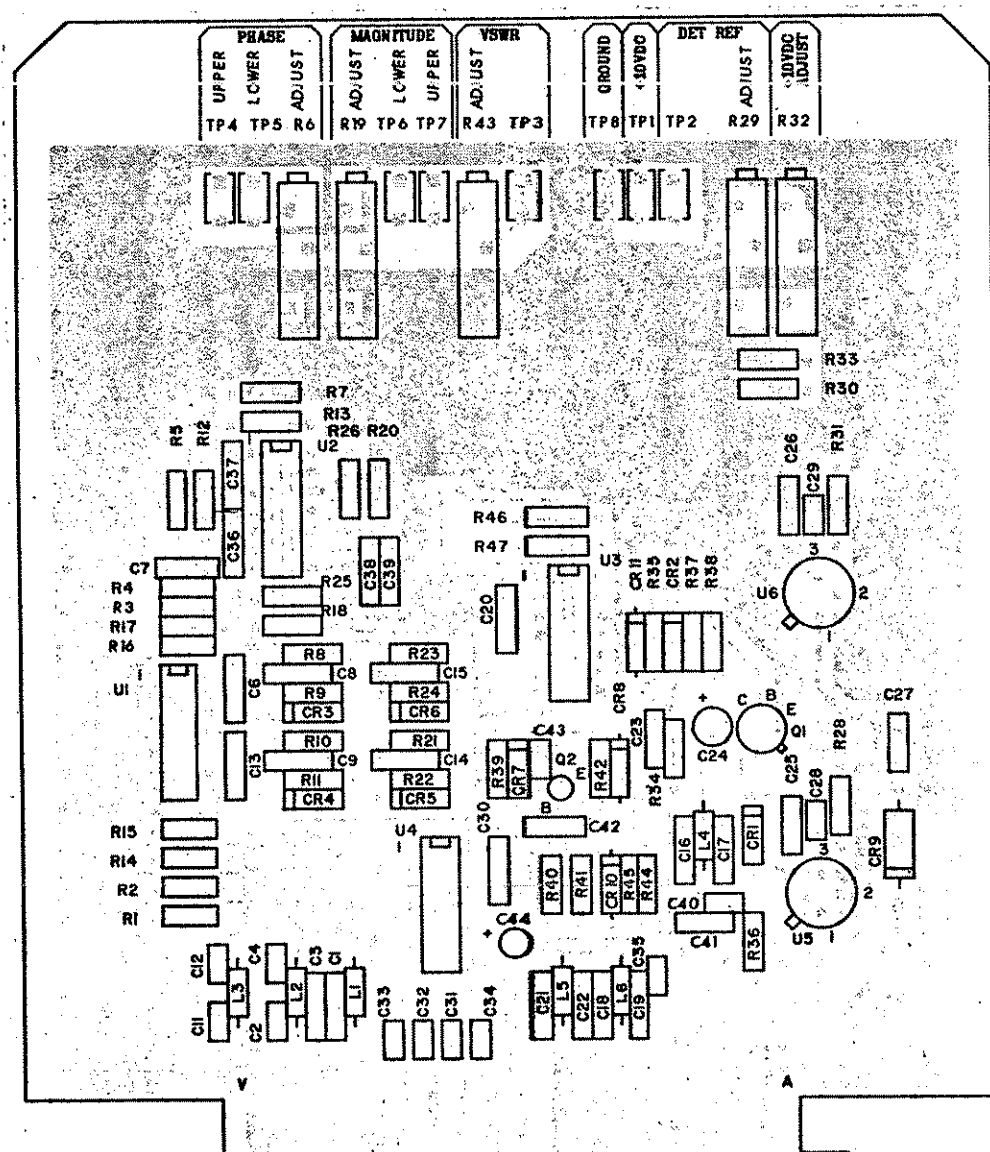 PHASE MAGNITUDE VSWR DET REF
UPPER LOWER ADJUST ADJUST LOWER UPPER ADJUST GROUND +10VDC ADJUST +10VDC ADJUST
TP4 TP5 R6 R19 TP6 TP7 R43 TP3 TP8 TP1 TP2 R29 R32
R33
R7 R30
R13
R5 R12 R26 R20
U2 C26 R31
C37 C29
R46
C36 R47 U3 3
C7 C38 C39 CR11 R35 CR2 R37 R38
R4 R25 U6 2
R3 R18 C20
R17 1
R16 R8 R23
U1 C6 C8 C15 CR8
R9 R24 C27
CR3 CR6 + C B E
C23 Q1 R28
R10 R21 C43 C24
C13 C9 C14 R39 CR7 Q2 R42 C25
R11 R22 E R34 C28
CR4 CR5 C30
B
R15 U4 C42 C16 L4 C17 CR1 CR9
3
R14 R40 R41 CR10 R45 R44
R2 C40 2
R1 C44 C41 R36 U5 1
+
C12 C4 C3 C1 C35
L3 L2 L1 C33 C32 C31 C34 C21 L5 C22 C18 L6 C19
C11 C2
V A